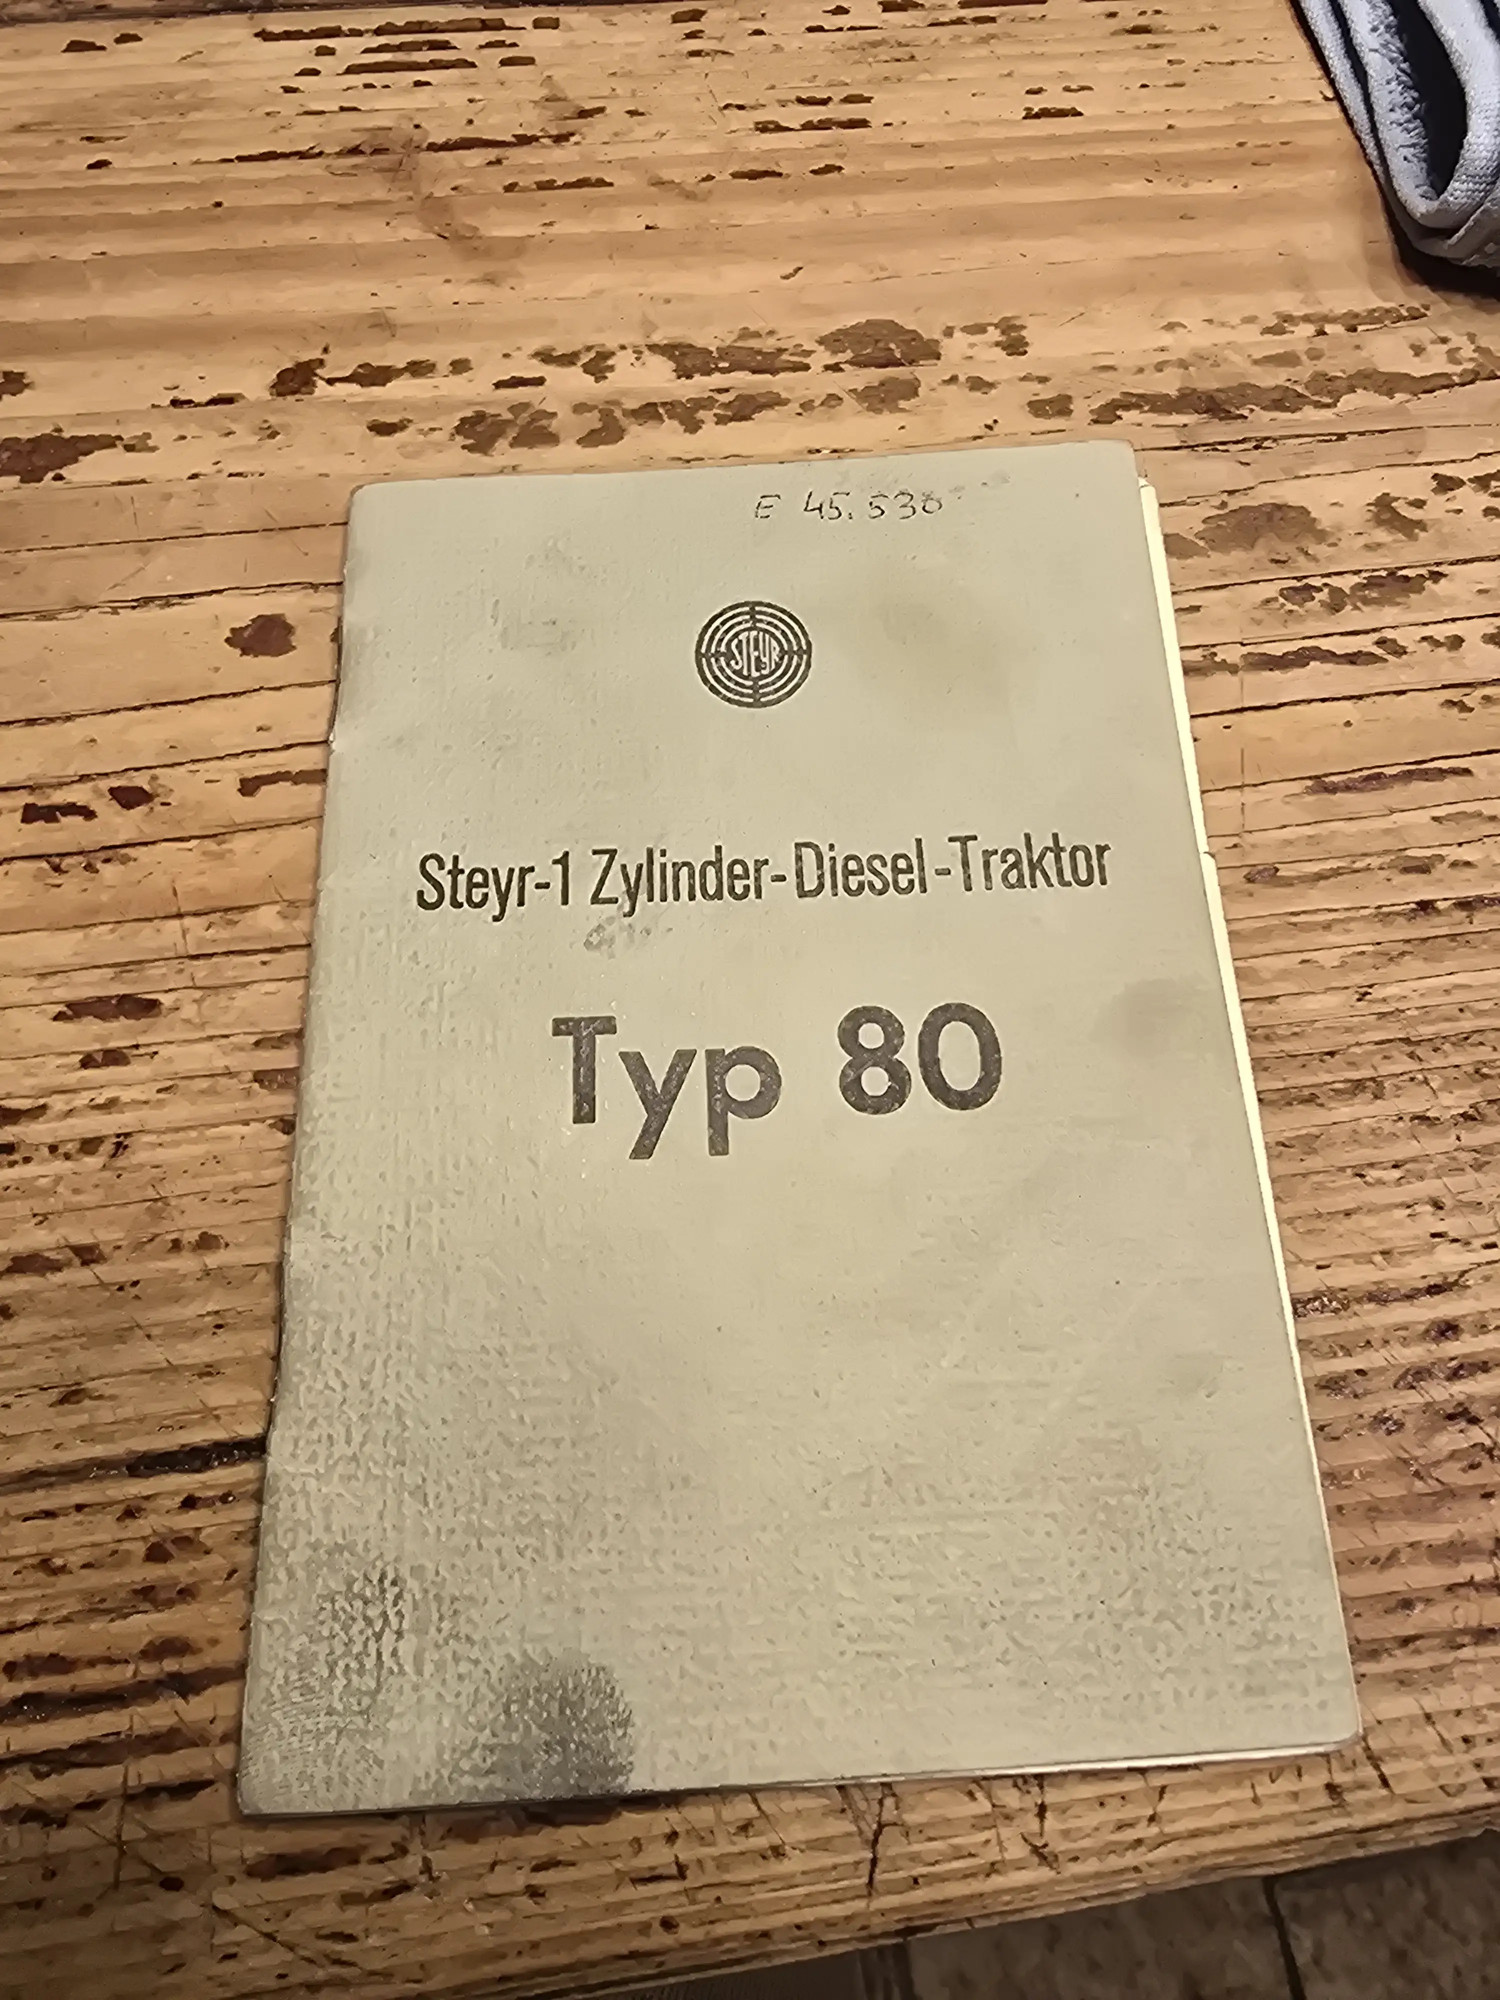 E 45.538
STEYR
Steyr-1 Zylinder-Diesel-Traktor
Typ 80